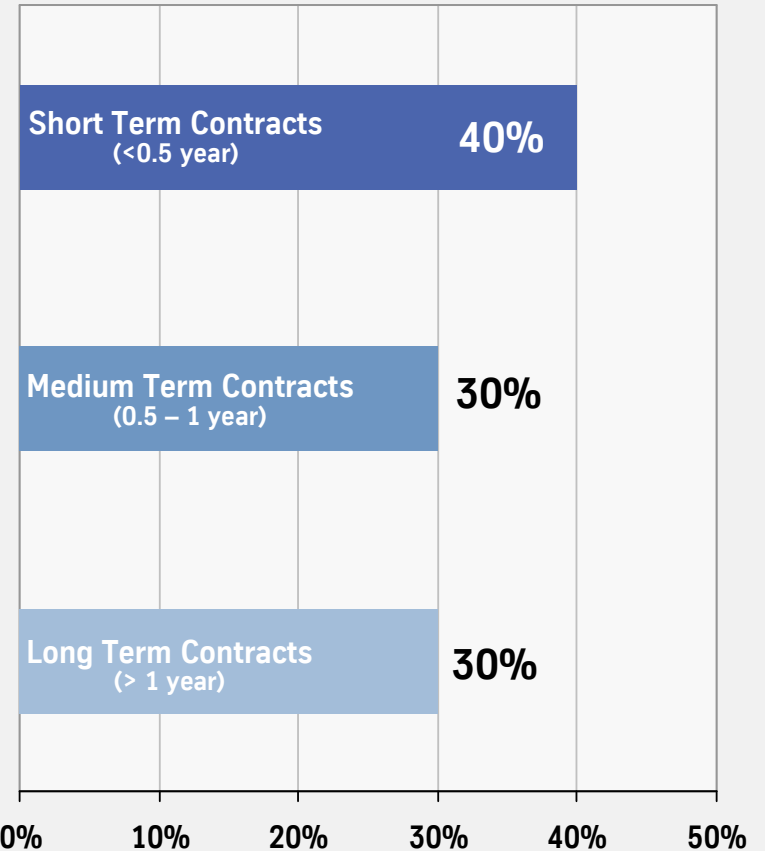 Short Term Contracts
(<0.5 year)
40%
Medium Term Contracts
(0.5 – 1 year)
30%
Long Term Contracts
(> 1 year)
30%
0% 10% 20% 30% 40% 50%